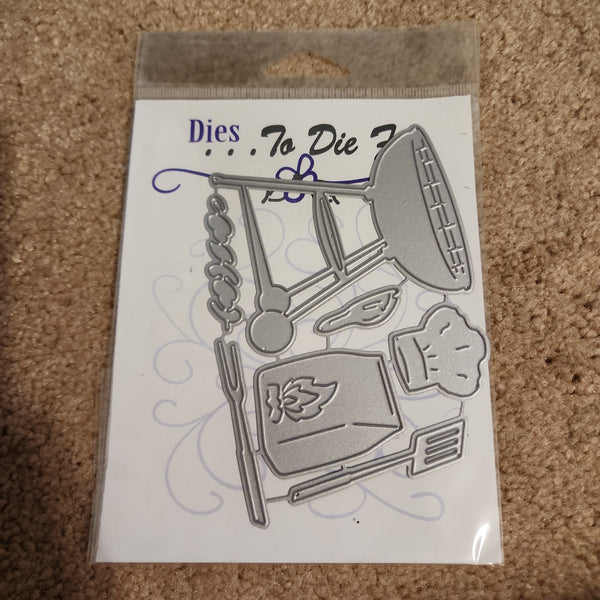 Dies
. . . To Die F